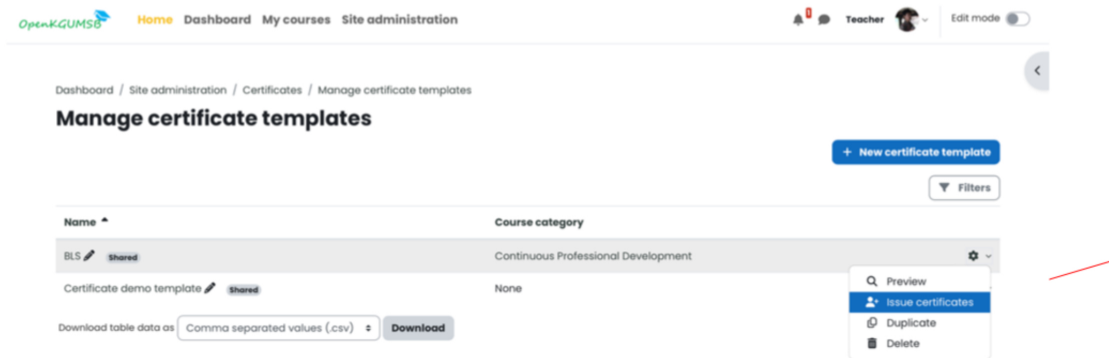 OpenKGUMSB Home Dashboard My courses Site administration 1 Teacher Edit mode
Dashboard / Site administration / Certificates / Manage certificate templates
Manage certificate templates
+ New certificate template
Filters
Name Course category
BLS Shared Continuous Professional Development
Certificate demo template Shared None
Preview
Issue certificates
Download table data as Comma separated values (.csv) Download
Duplicate
Delete